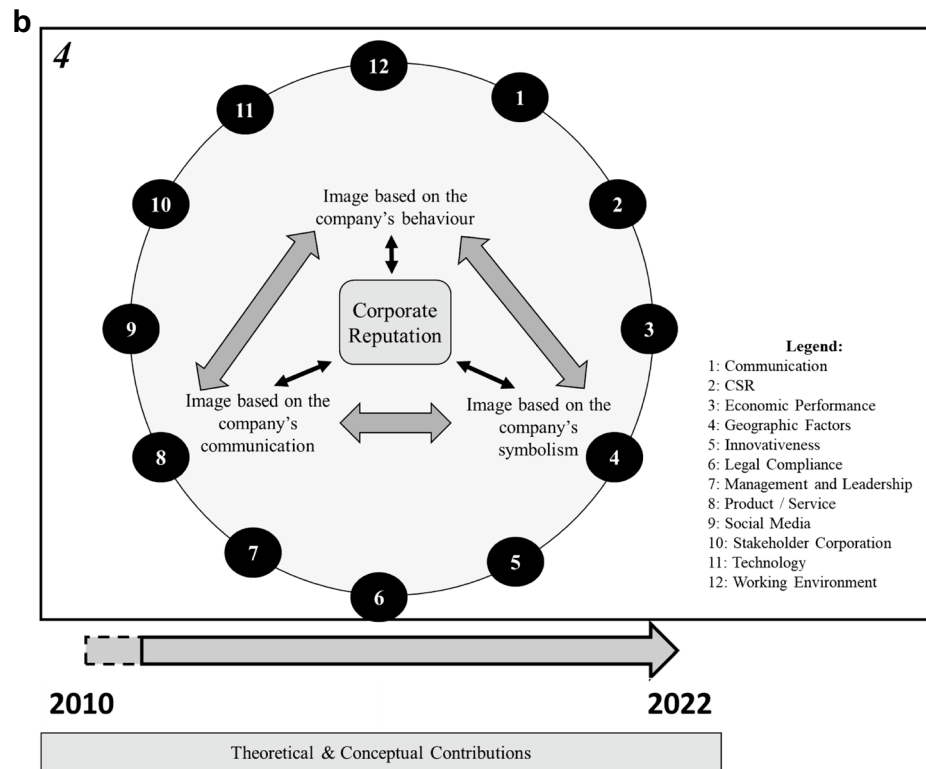 b
4
12
1
11
2
10
Image based on the
company's behaviour
Corporate
Reputation
9
3
Legend:
1: Communication
2: CSR
3: Economic Performance
4: Geographic Factors
5: Innovativeness
6: Legal Compliance
7: Management and Leadership
8: Product / Service
9: Social Media
10: Stakeholder Corporation
11: Technology
12: Working Environment
Image based on the
company's
communication
Image based on the
company's
symbolism
8
4
7
5
6
2010
2022
Theoretical & Conceptual Contributions